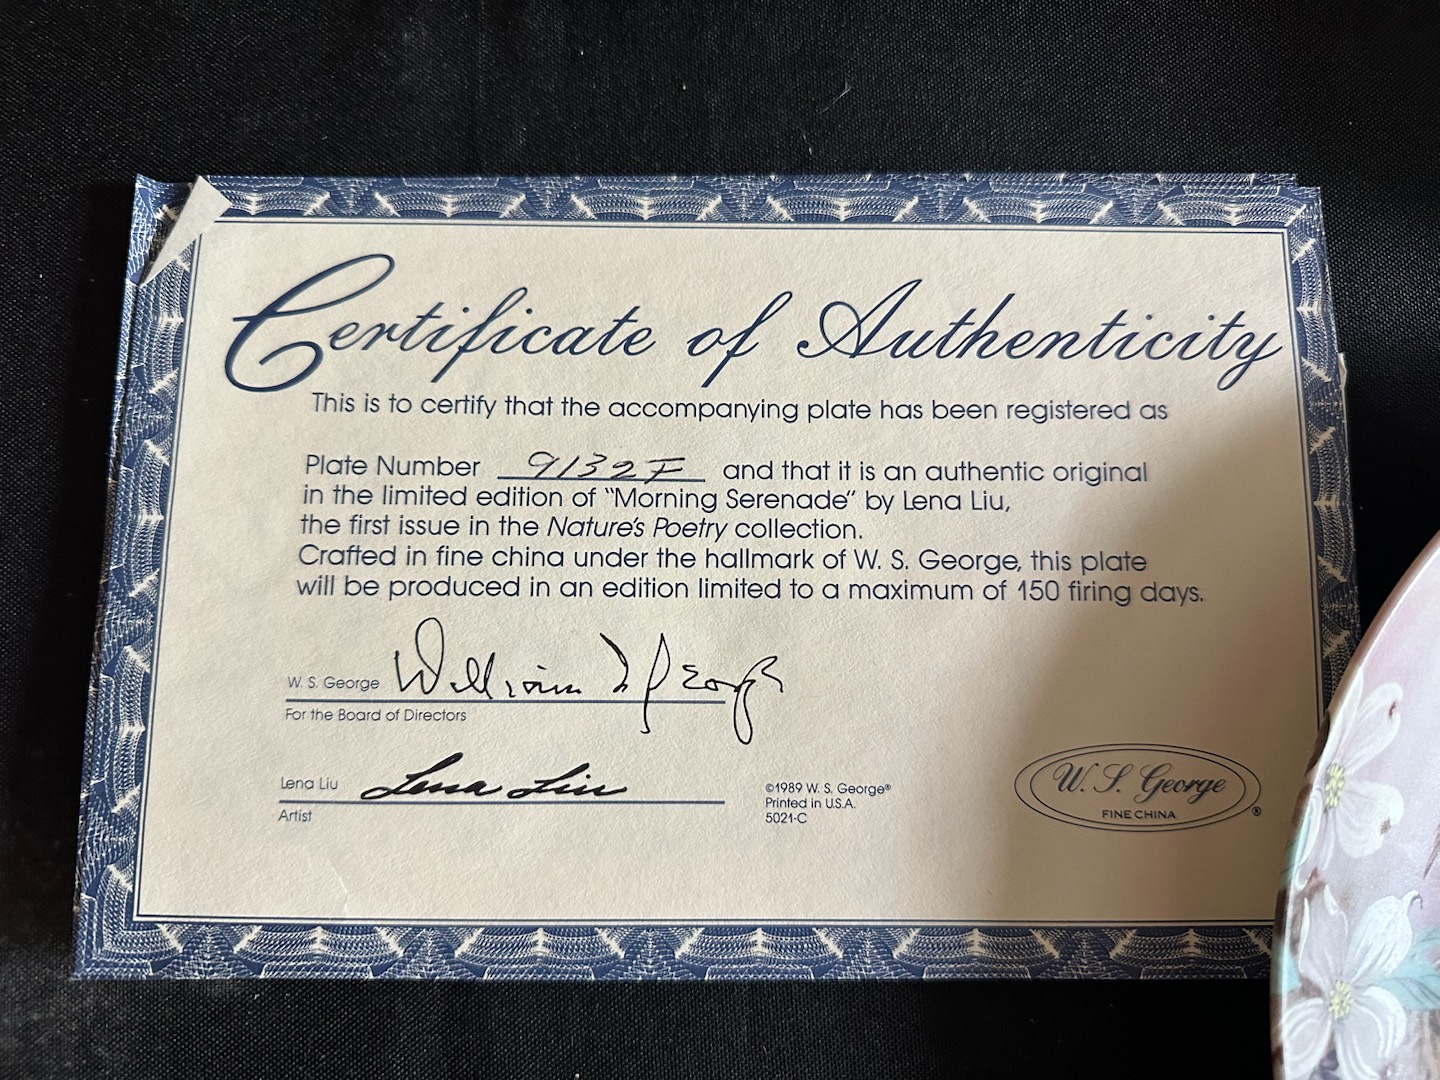 Certificate of Authenticity
This is to certify that the accompanying plate has been registered as
Plate Number 9132F and that it is an authentic original
in the limited edition of "Morning Serenade" by Lena Liu,
the first issue in the Nature's Poetry collection.
Crafted in fine china under the hallmark of W. S. George, this plate
will be produced in an edition limited to a maximum of 150 firing days.
W. S. George William S George
For the Board of Directors
Lena Liu Lena Liu
Artist
©1989 W. S. George®
Printed in U.S.A.
5021-C
W. S. George
FINE CHINA ®